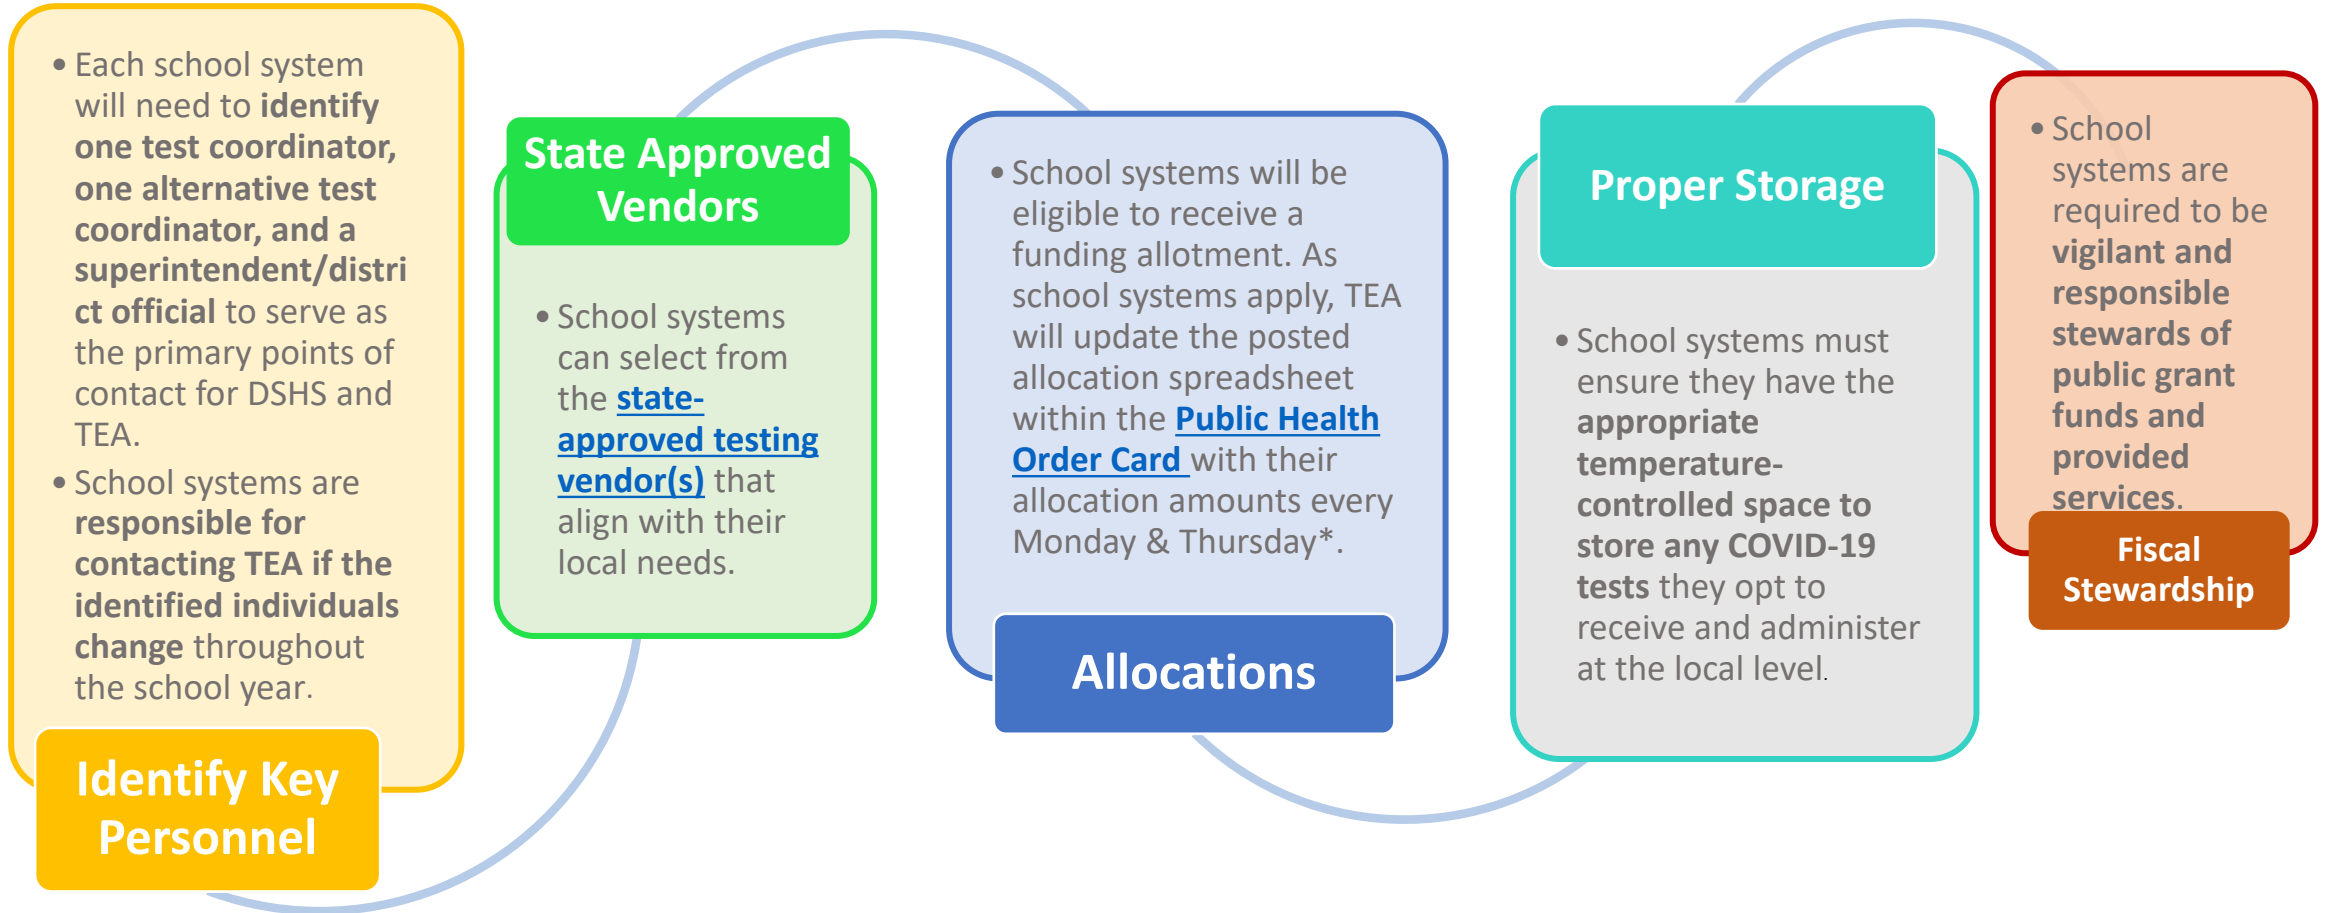 • Each school system
will need to identify
one test coordinator,
one alternative test
coordinator, and a
superintendent/distri
ct official to serve as
the primary points of
contact for DSHS and
TEA.
• School systems are
responsible for
contacting TEA if the
identified individuals
change throughout
the school year.
Identify Key
Personnel
State Approved
Vendors
• School systems
can select from
the state-
approved testing
vendor(s) that
align with their
local needs.
• School systems will be
eligible to receive a
funding allotment. As
school systems apply, TEA
will update the posted
allocation spreadsheet
within the Public Health
Order Card with their
allocation amounts every
Monday & Thursday*.
Allocations
Proper Storage
• School systems must
ensure they have the
appropriate
temperature-
controlled space to
store any COVID-19
tests they opt to
receive and administer
at the local level.
• School
systems are
required to be
vigilant and
responsible
stewards of
public grant
funds and
provided
services.
Fiscal
Stewardship